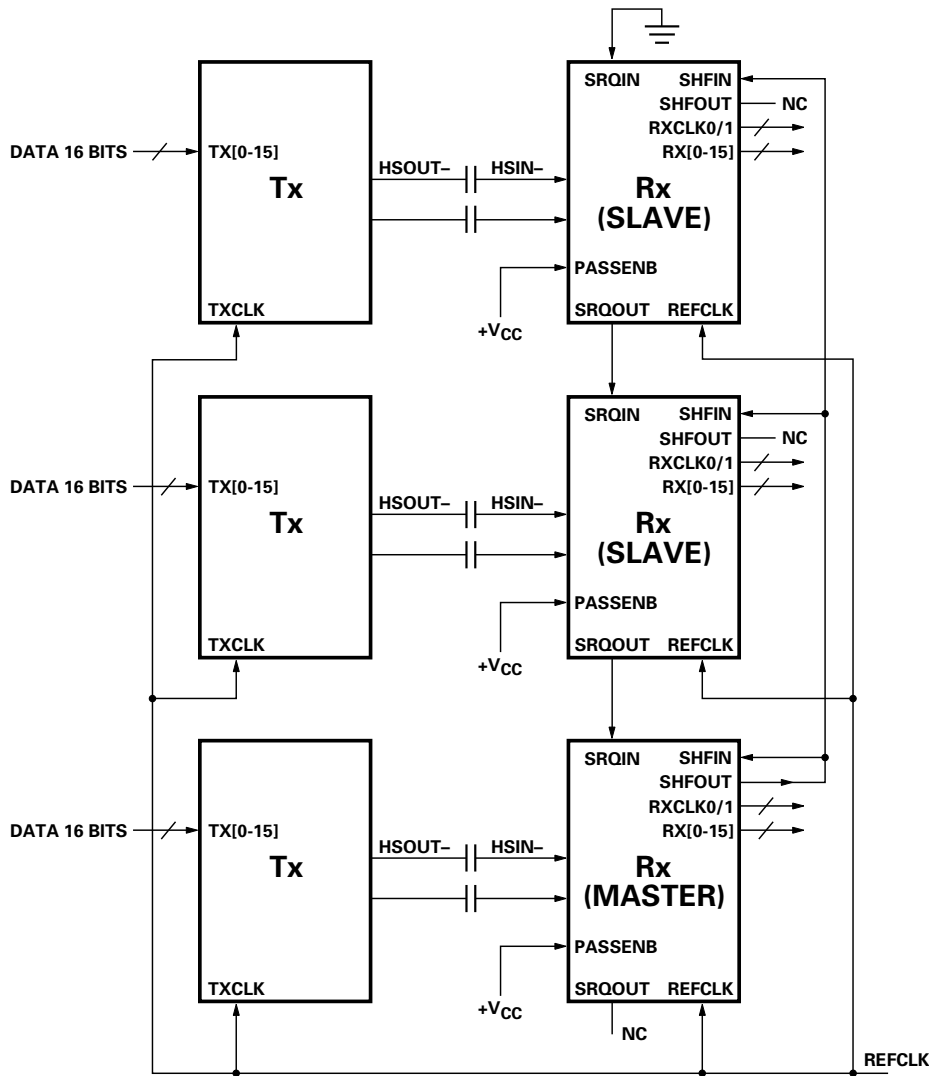 SRQIN
SHFIN
SHFOUT
NC
RXCLK0/1
RX[0-15]
DATA 16 BITS
TX[0-15]
Tx
HSOUT–
HSIN–
Rx
(SLAVE)
PASSENB
TXCLK
+VCC
SRQOUT
REFCLK
SRQIN
SHFIN
SHFOUT
NC
RXCLK0/1
RX[0-15]
DATA 16 BITS
TX[0-15]
Tx
HSOUT–
HSIN–
Rx
(SLAVE)
PASSENB
TXCLK
+VCC
SRQOUT
REFCLK
SRQIN
SHFIN
SHFOUT
RXCLK0/1
RX[0-15]
DATA 16 BITS
TX[0-15]
Tx
HSOUT–
HSIN–
Rx
(MASTER)
PASSENB
TXCLK
+VCC
SRQOUT
REFCLK
NC
REFCLK